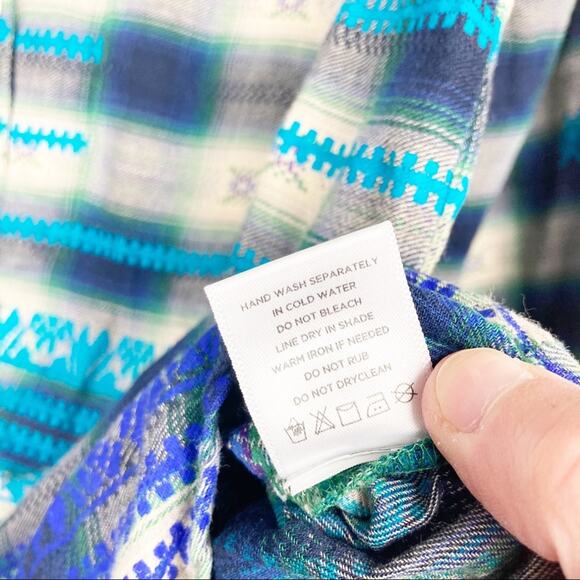 HAND WASH SEPARATELY
IN COLD WATER
DO NOT BLEACH
LINE DRY IN SHADE
WARM IRON IF NEEDED
DO NOT RUB
DO NOT DRYCLEAN